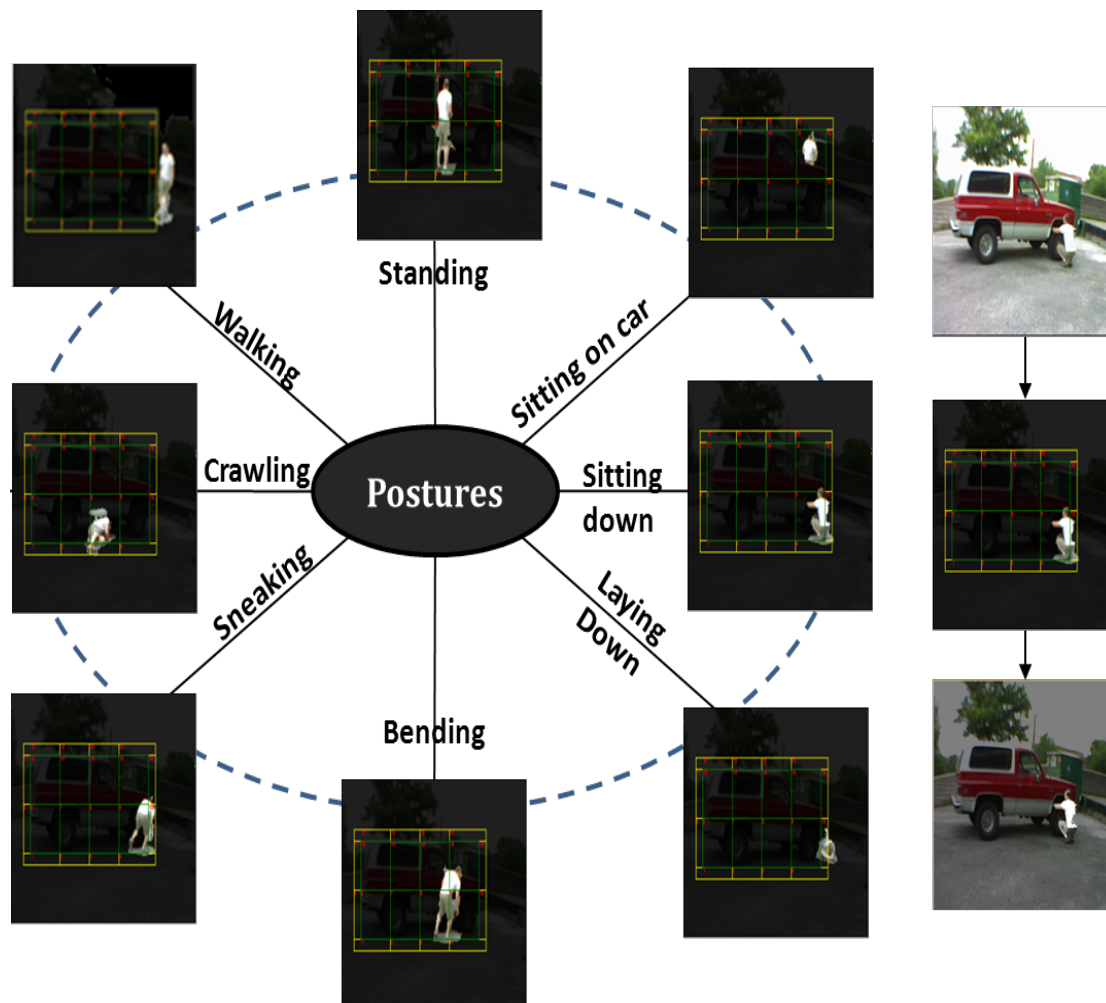 Standing
Walking
Sitting on car
Crawling
Postures
Sitting
down
Sneaking
Laying
Down
Bending